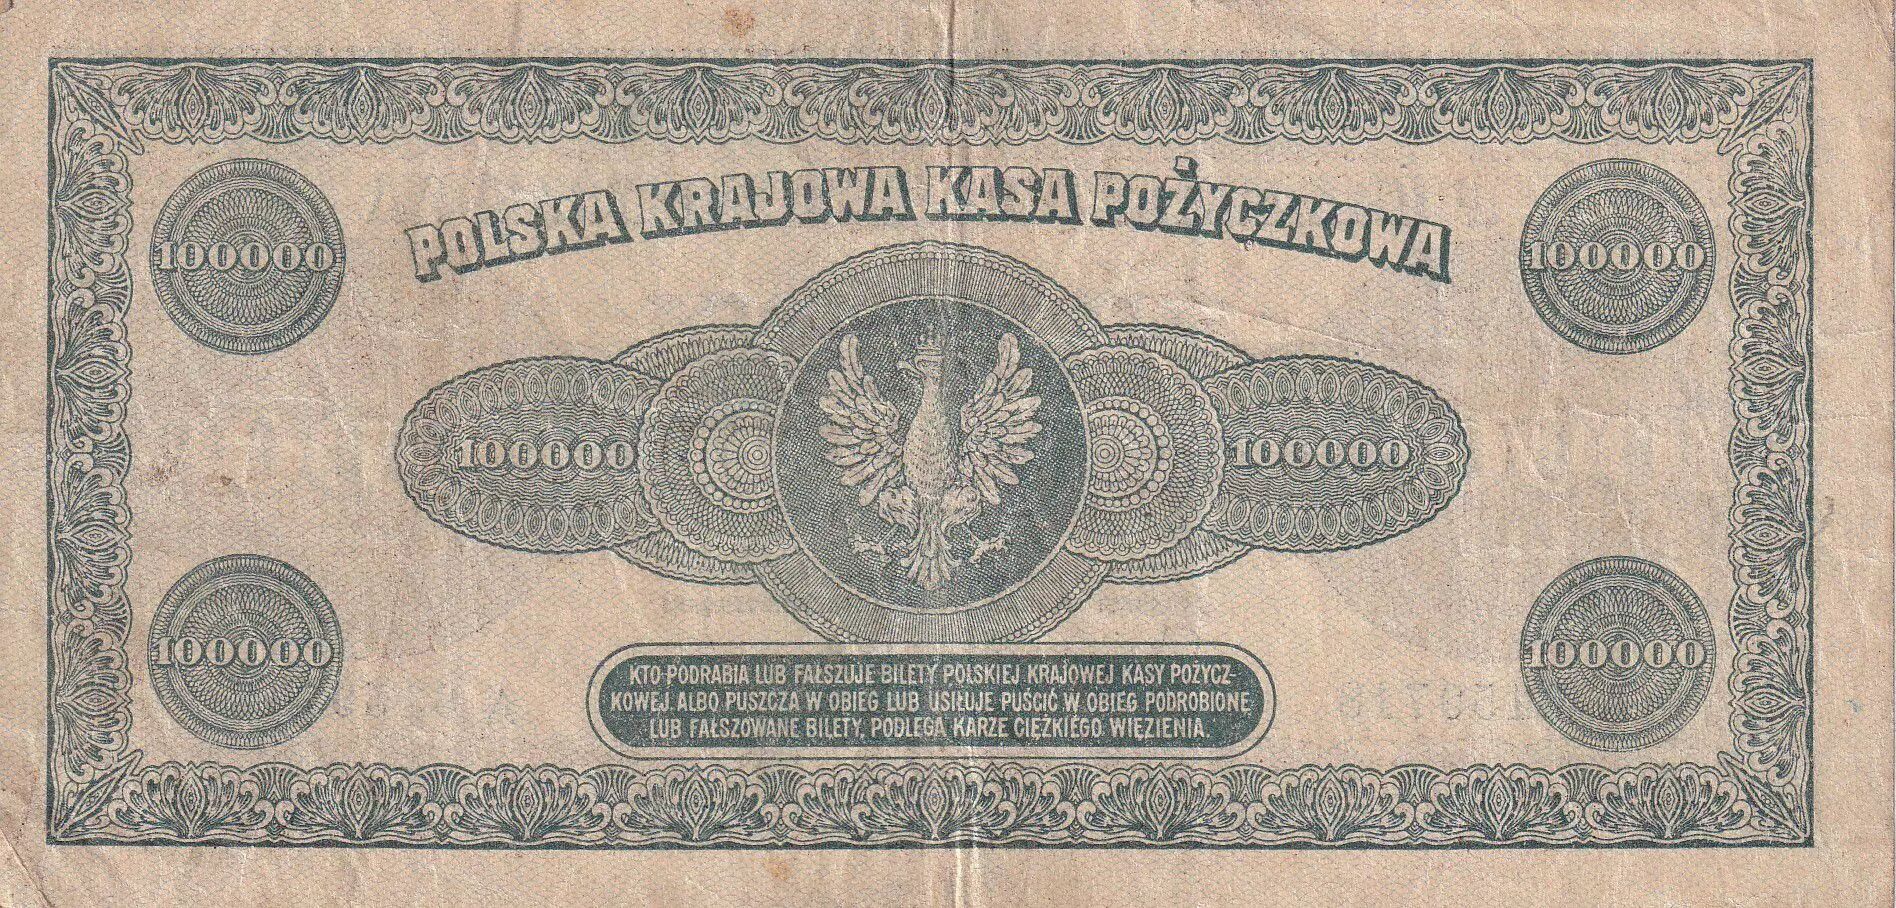 POLSKA KRAJOWA KASA POŻYCZKOWA
100000
100000
100000
100000
100000
100000
KTO PODRABIA LUB FAŁSZUJE BILETY POLSKIEJ KRAJOWEJ KASY POŻYCZ-
KOWEJ ALBO PUSZCZA W OBIEG LUB USIŁUJE PUŚCIĆ W OBIEG PODROBIONE
LUB FAŁSZOWANE BILETY, PODLEGA KARZE CIĘŻKIEGO WIĘZIENIA.